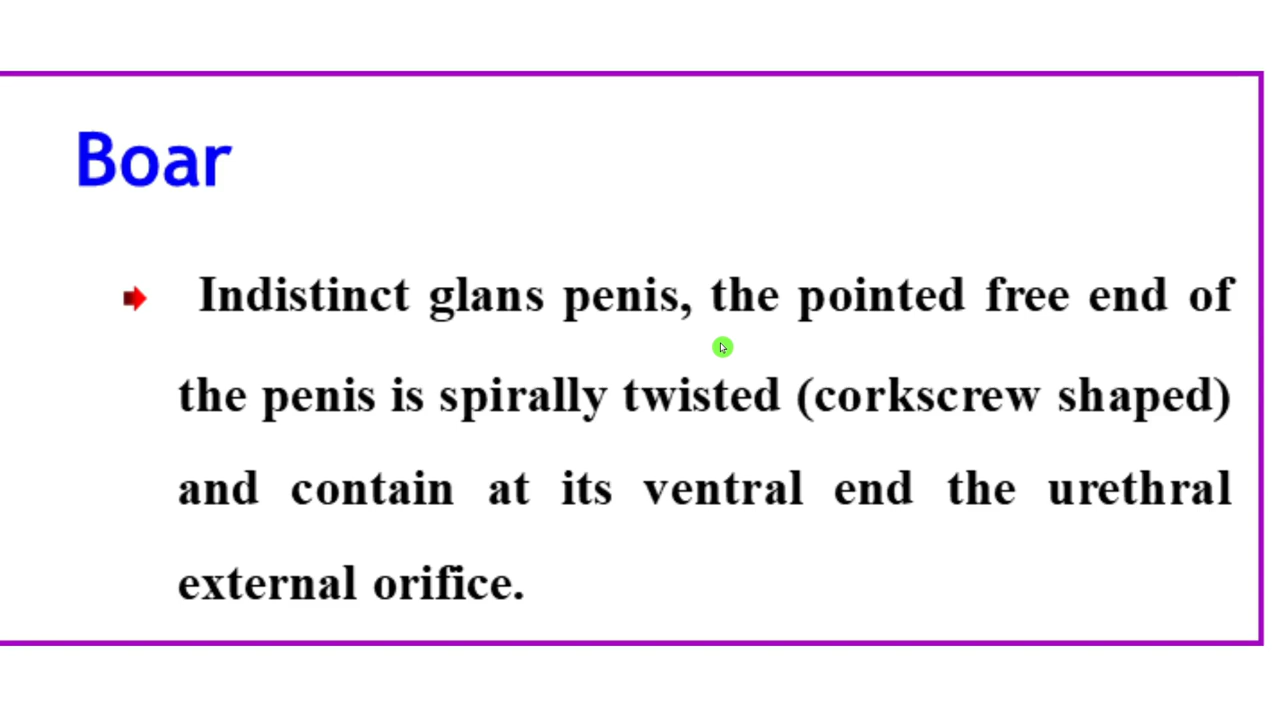 Boar
Indistinct glans penis, the pointed free end of
the penis is spirally twisted (corkscrew shaped)
and contain at its ventral end the urethral
external orifice.